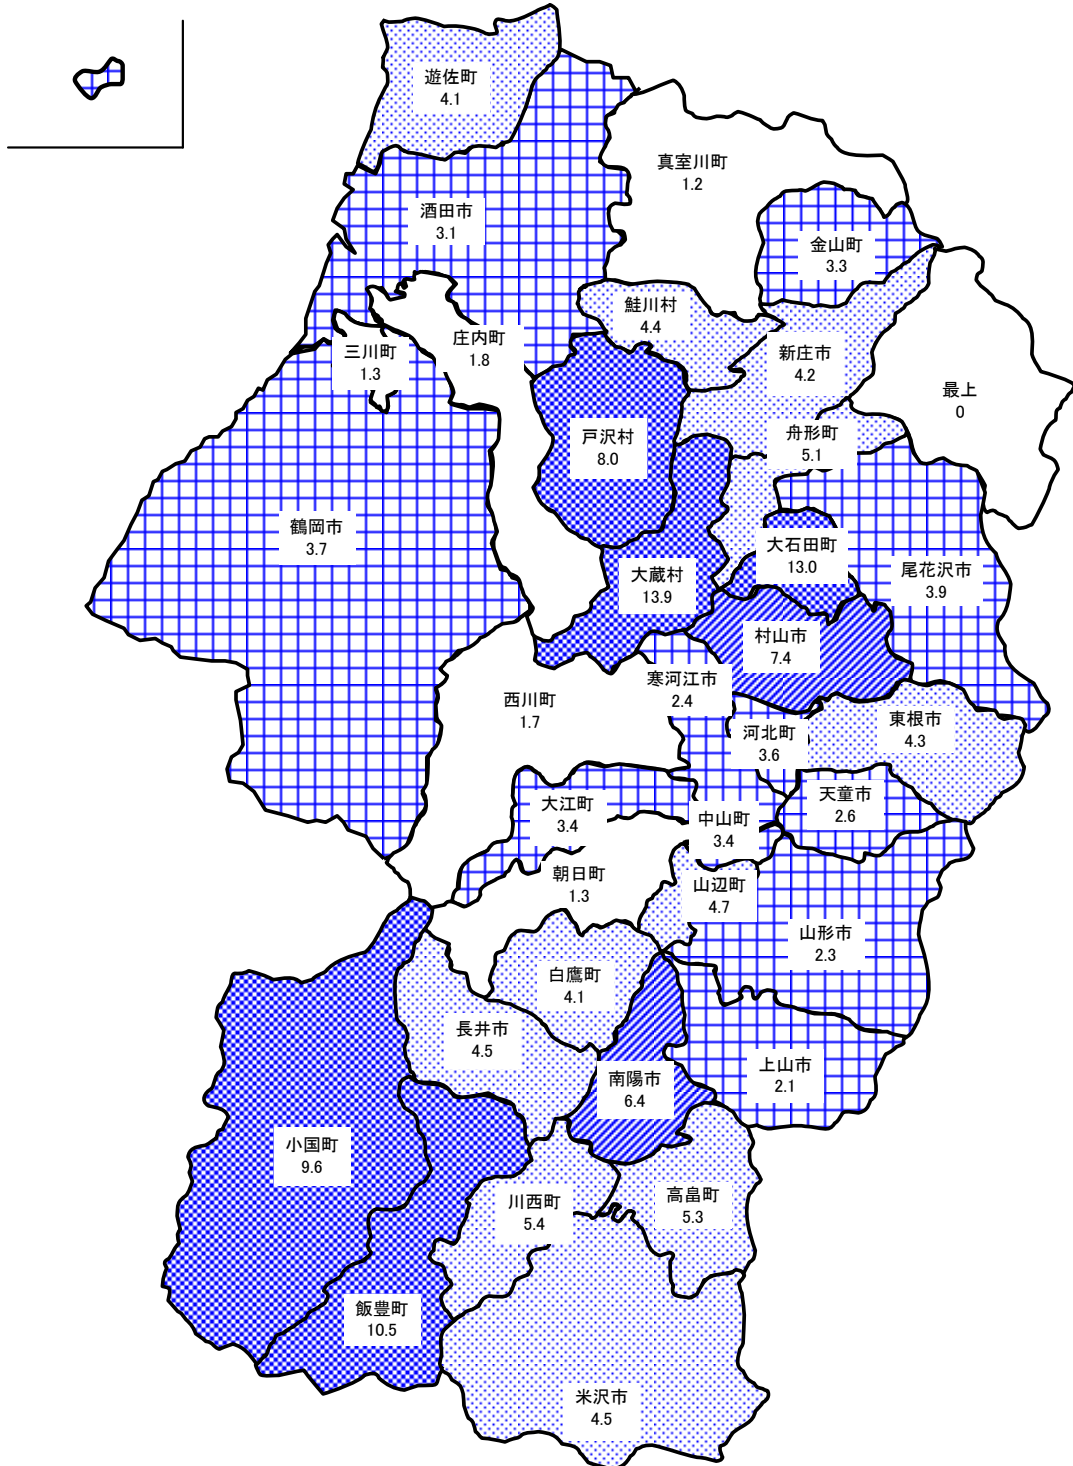 遊佐町
4.1
真室川町
1.2
酒田市
3.1
金山町
3.3
鮭川村
4.4
庄内町
1.8
三川町
1.3
新庄市
4.2
最上
0
舟形町
5.1
戸沢村
8.0
鶴岡市
3.7
大石田町
13.0
大蔵村
13.9
尾花沢市
3.9
村山市
7.4
寒河江市
2.4
西川町
1.7
東根市
4.3
河北町
3.6
天童市
2.6
大江町
3.4
中山町
3.4
朝日町
1.3
山辺町
4.7
山形市
2.3
白鷹町
4.1
長井市
4.5
上山市
2.1
南陽市
6.4
小国町
9.6
川西町
5.4
高畠町
5.3
飯豊町
10.5
米沢市
4.5